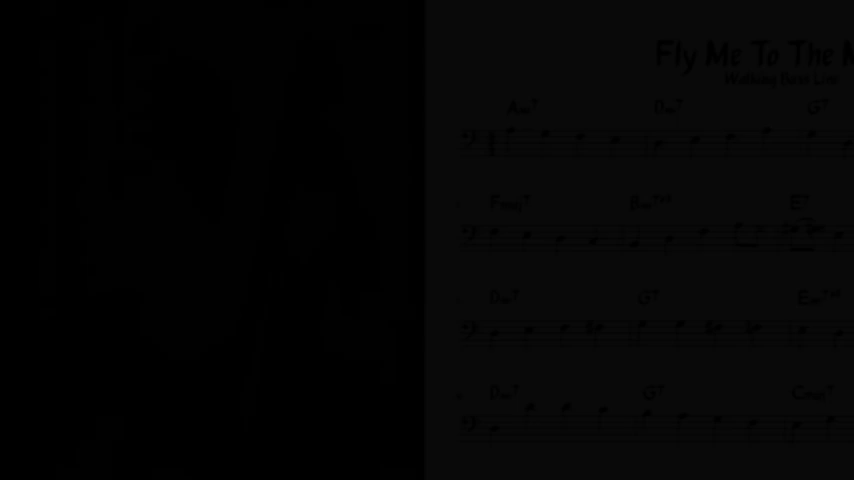 Fly Me To The
Walking Bass Line
Am7 Dm7 G7
Fmaj7 Bm7b5 E7
Dm7 G7 Em7b5
Dm7 G7 Cmaj7